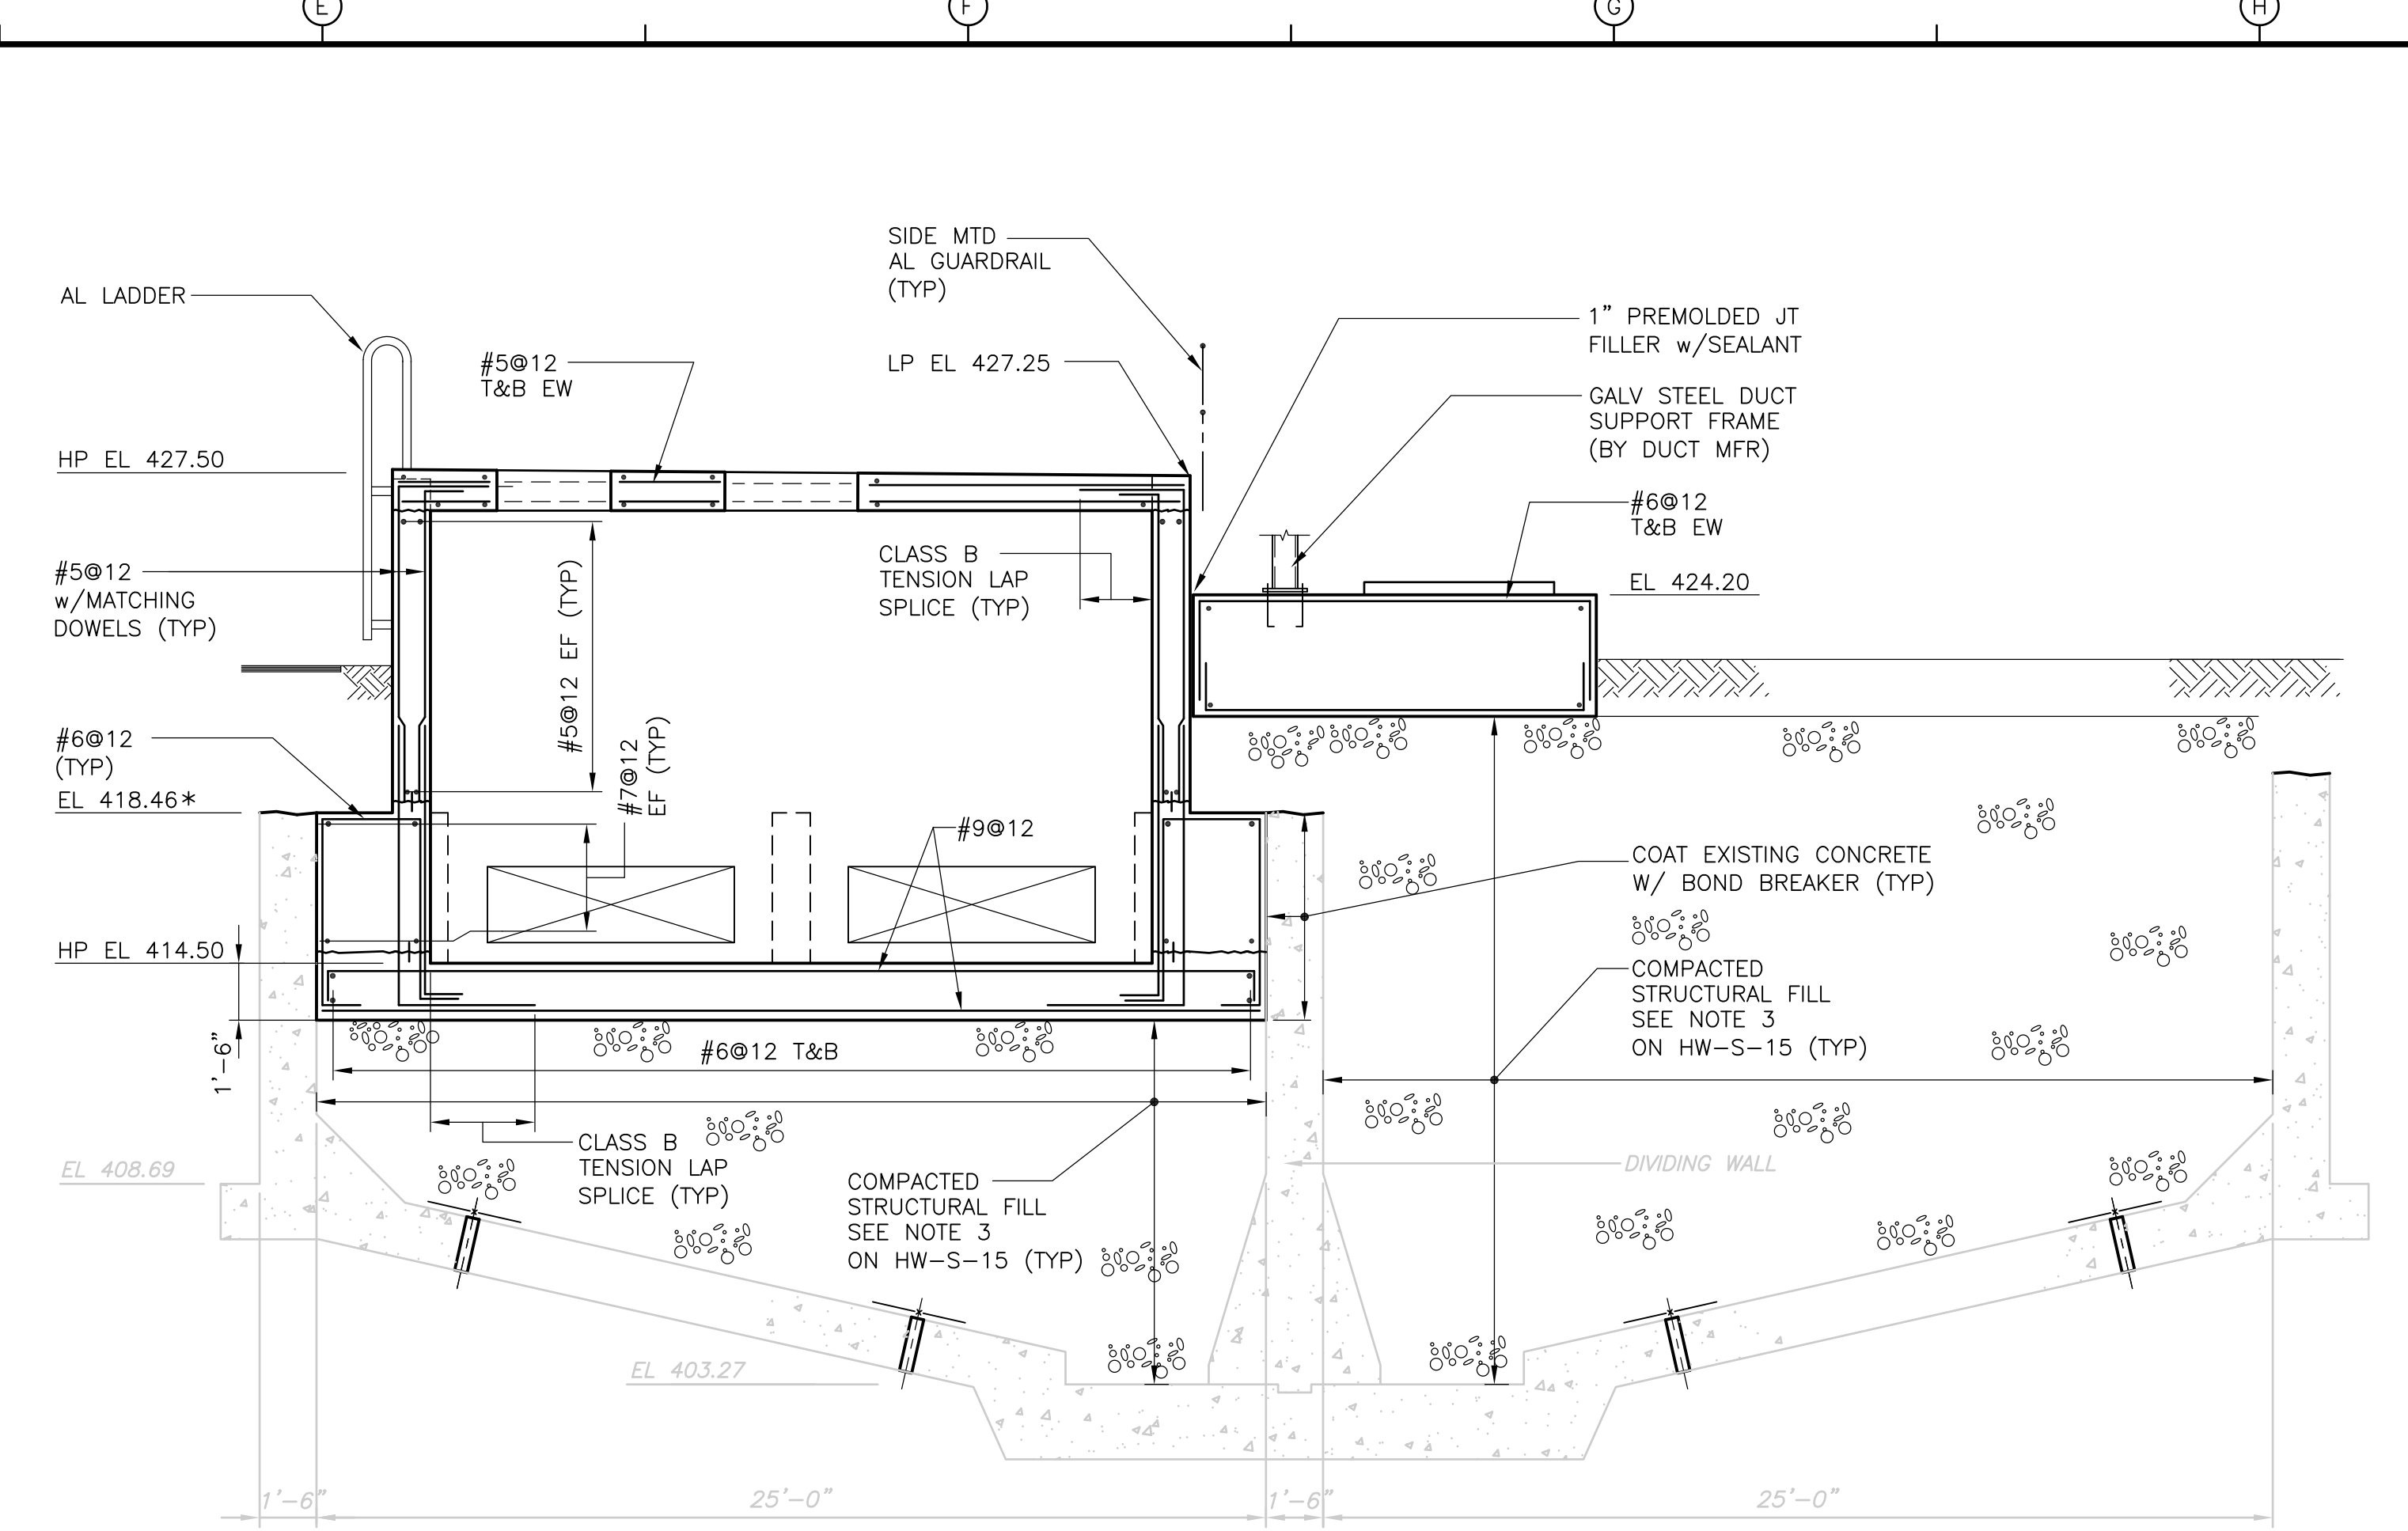 E
F
G
H
SIDE MTD
AL GUARDRAIL
(TYP)
AL LADDER
1” PREMOLDED JT
FILLER w/SEALANT
#5@12
T&B EW
LP EL 427.25
GALV STEEL DUCT
SUPPORT FRAME
(BY DUCT MFR)
HP EL 427.50
#6@12
T&B EW
CLASS B
TENSION LAP
SPLICE (TYP)
EL 424.20
#5@12
w/MATCHING
DOWELS (TYP)
#5@12 EF (TYP)
#7@12
EF (TYP)
#6@12
(TYP)
EL 418.46*
#9@12
COAT EXISTING CONCRETE
W/ BOND BREAKER (TYP)
HP EL 414.50
COMPACTED
STRUCTURAL FILL
SEE NOTE 3
ON HW-S-15 (TYP)
1’-6”
#6@12 T&B
CLASS B
TENSION LAP
SPLICE (TYP)
EL 408.69
DIVIDING WALL
COMPACTED
STRUCTURAL FILL
SEE NOTE 3
ON HW-S-15 (TYP)
EL 403.27
1’-6”
25’-0”
1’-6”
25’-0”